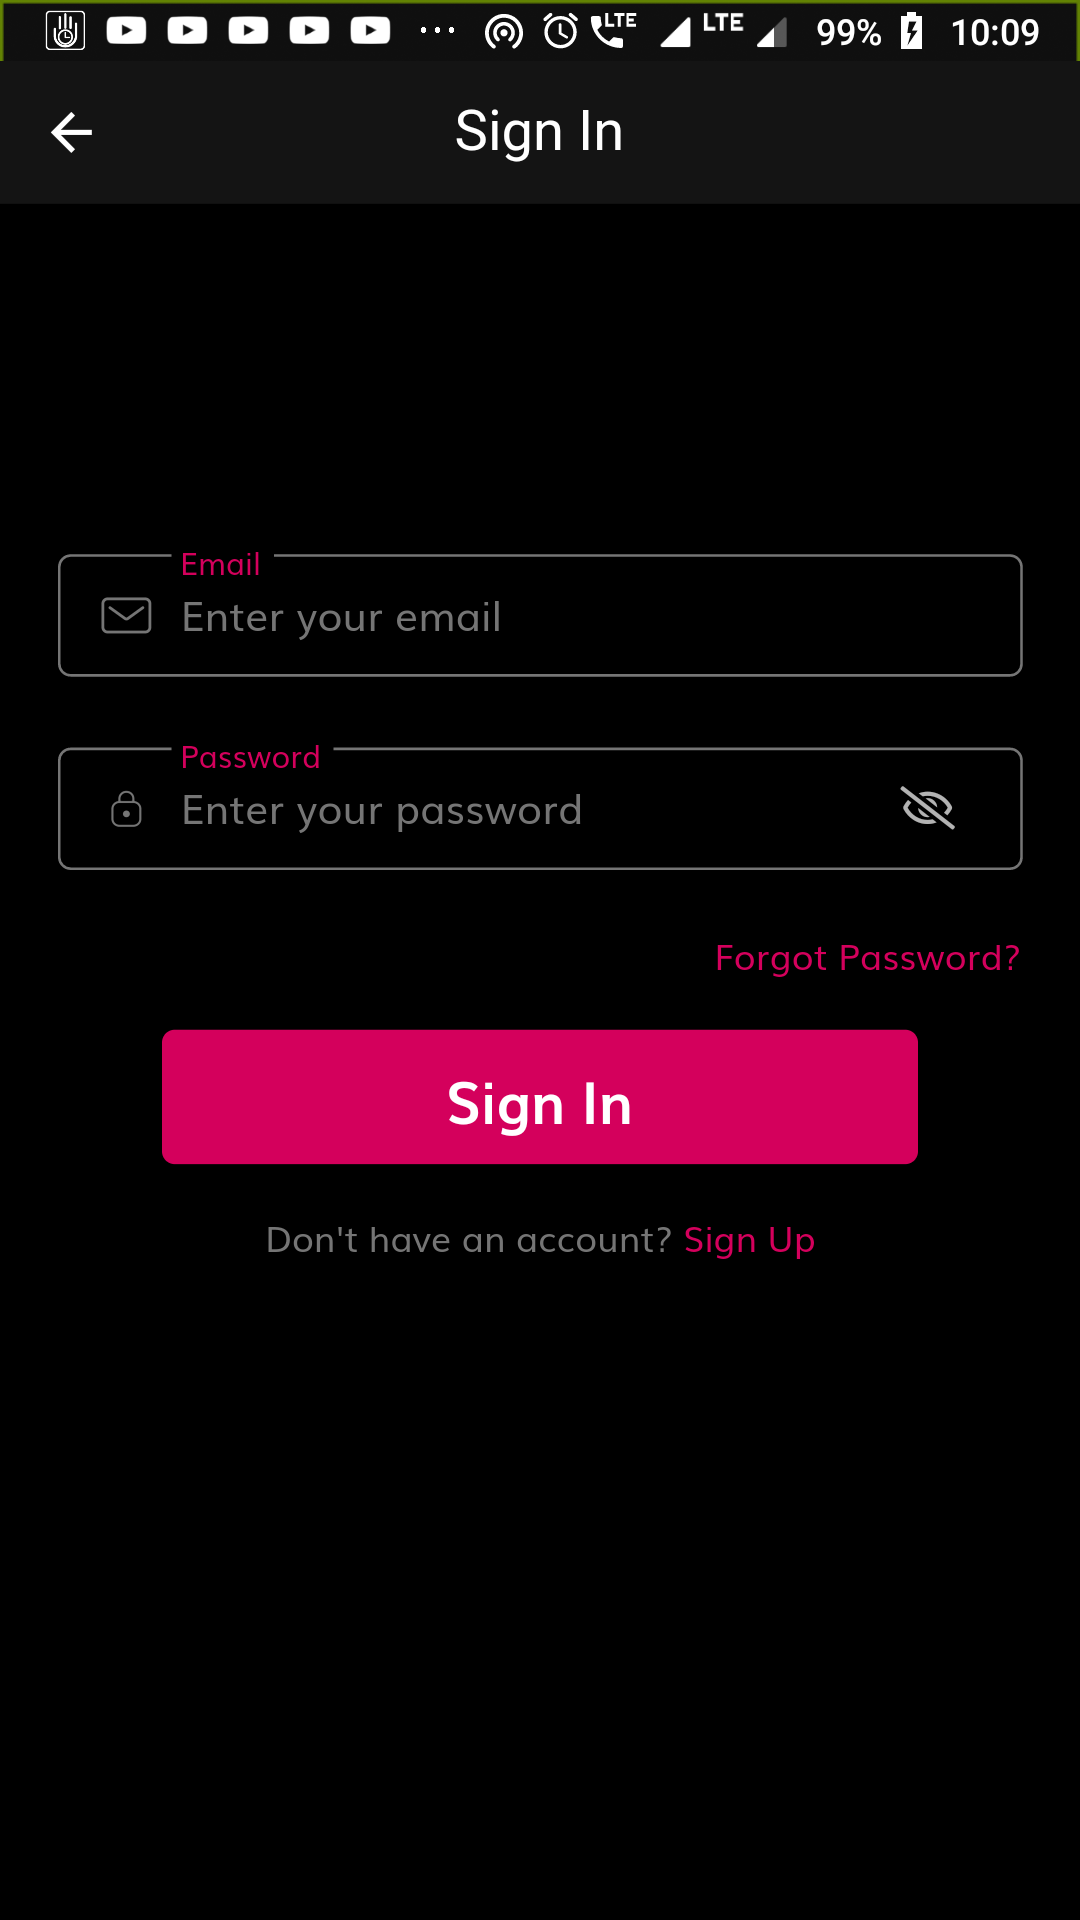 LTE LTE 99% 10:09
Sign In
Email
Enter your email
Password
Enter your password
Forgot Password?
Sign In
Don't have an account? Sign Up